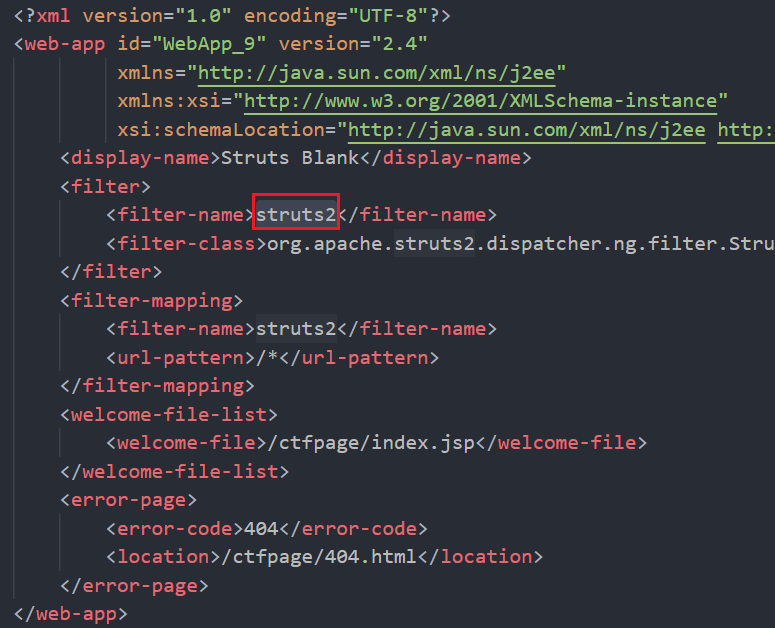 <?xml version="1.0" encoding="UTF-8"?>
<web-app id="WebApp_9" version="2.4"
xmlns="http://java.sun.com/xml/ns/j2ee"
xmlns:xsi="http://www.w3.org/2001/XMLSchema-instance"
xsi:schemaLocation="http://java.sun.com/xml/ns/j2ee http:
<display-name>Struts Blank</display-name>
<filter>
<filter-name>struts2</filter-name>
<filter-class>org.apache.struts2.dispatcher.ng.filter.Stru
</filter>
<filter-mapping>
<filter-name>struts2</filter-name>
<url-pattern>/*</url-pattern>
</filter-mapping>
<welcome-file-list>
<welcome-file>/ctfpage/index.jsp</welcome-file>
</welcome-file-list>
<error-page>
<error-code>404</error-code>
<location>/ctfpage/404.html</location>
</error-page>
</web-app>